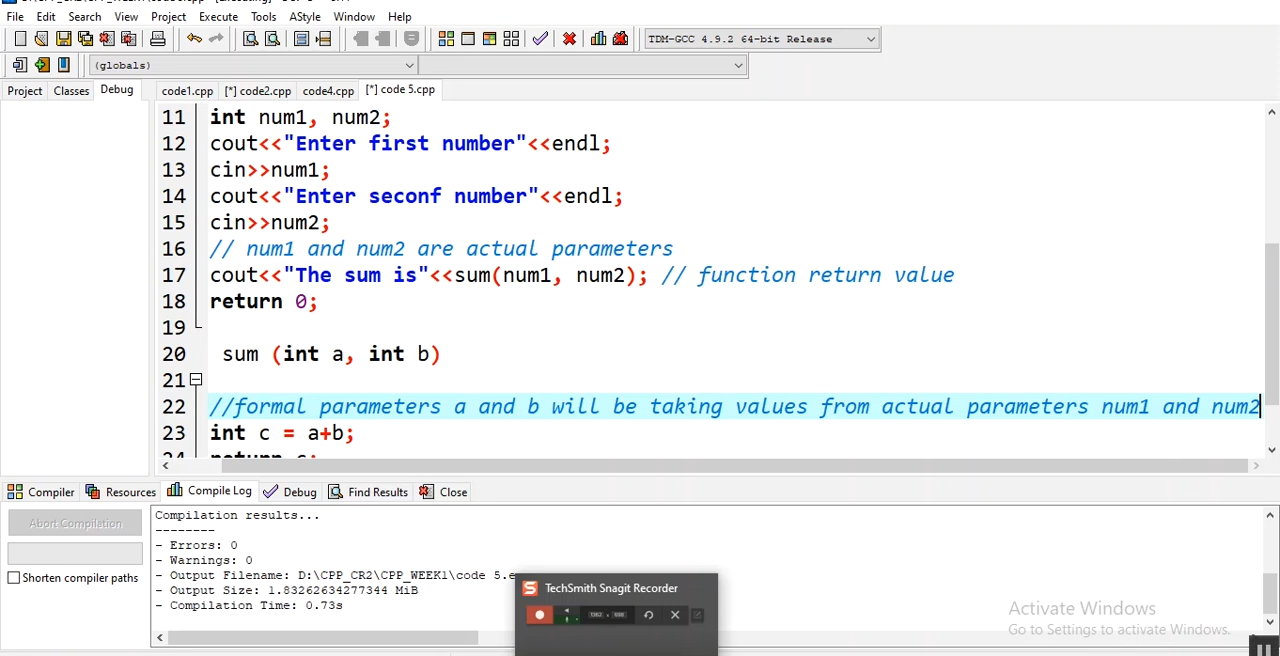 File Edit Search View Project Execute Tools AStyle Window Help
TDM-GCC 4.9.2 64-bit Release
(globals)
Project Classes Debug
code1.cpp [*] code2.cpp code4.cpp [*] code 5.cpp
11 int num1, num2;
12 cout<<"Enter first number"<<endl;
13 cin>>num1;
14 cout<<"Enter seconf number"<<endl;
15 cin>>num2;
16 // num1 and num2 are actual parameters
17 cout<<"The sum is"<<sum(num1, num2); // function return value
18 return 0;
19
20 sum (int a, int b)
21
22 //formal parameters a and b will be taking values from actual parameters num1 and num2
23 int c = a+b;
24 return c;
Compiler Resources Compile Log Debug Find Results Close
Abort Compilation
Shorten compiler paths
Compilation results...
--------
- Errors: 0
- Warnings: 0
- Output Filename: D:\CPP_CR2\CPP_WEEK1\code 5.e
- Output Size: 1.83262634277344 MiB
- Compilation Time: 0.73s
TechSmith Snagit Recorder
Activate Windows
Go to Settings to activate Windows.